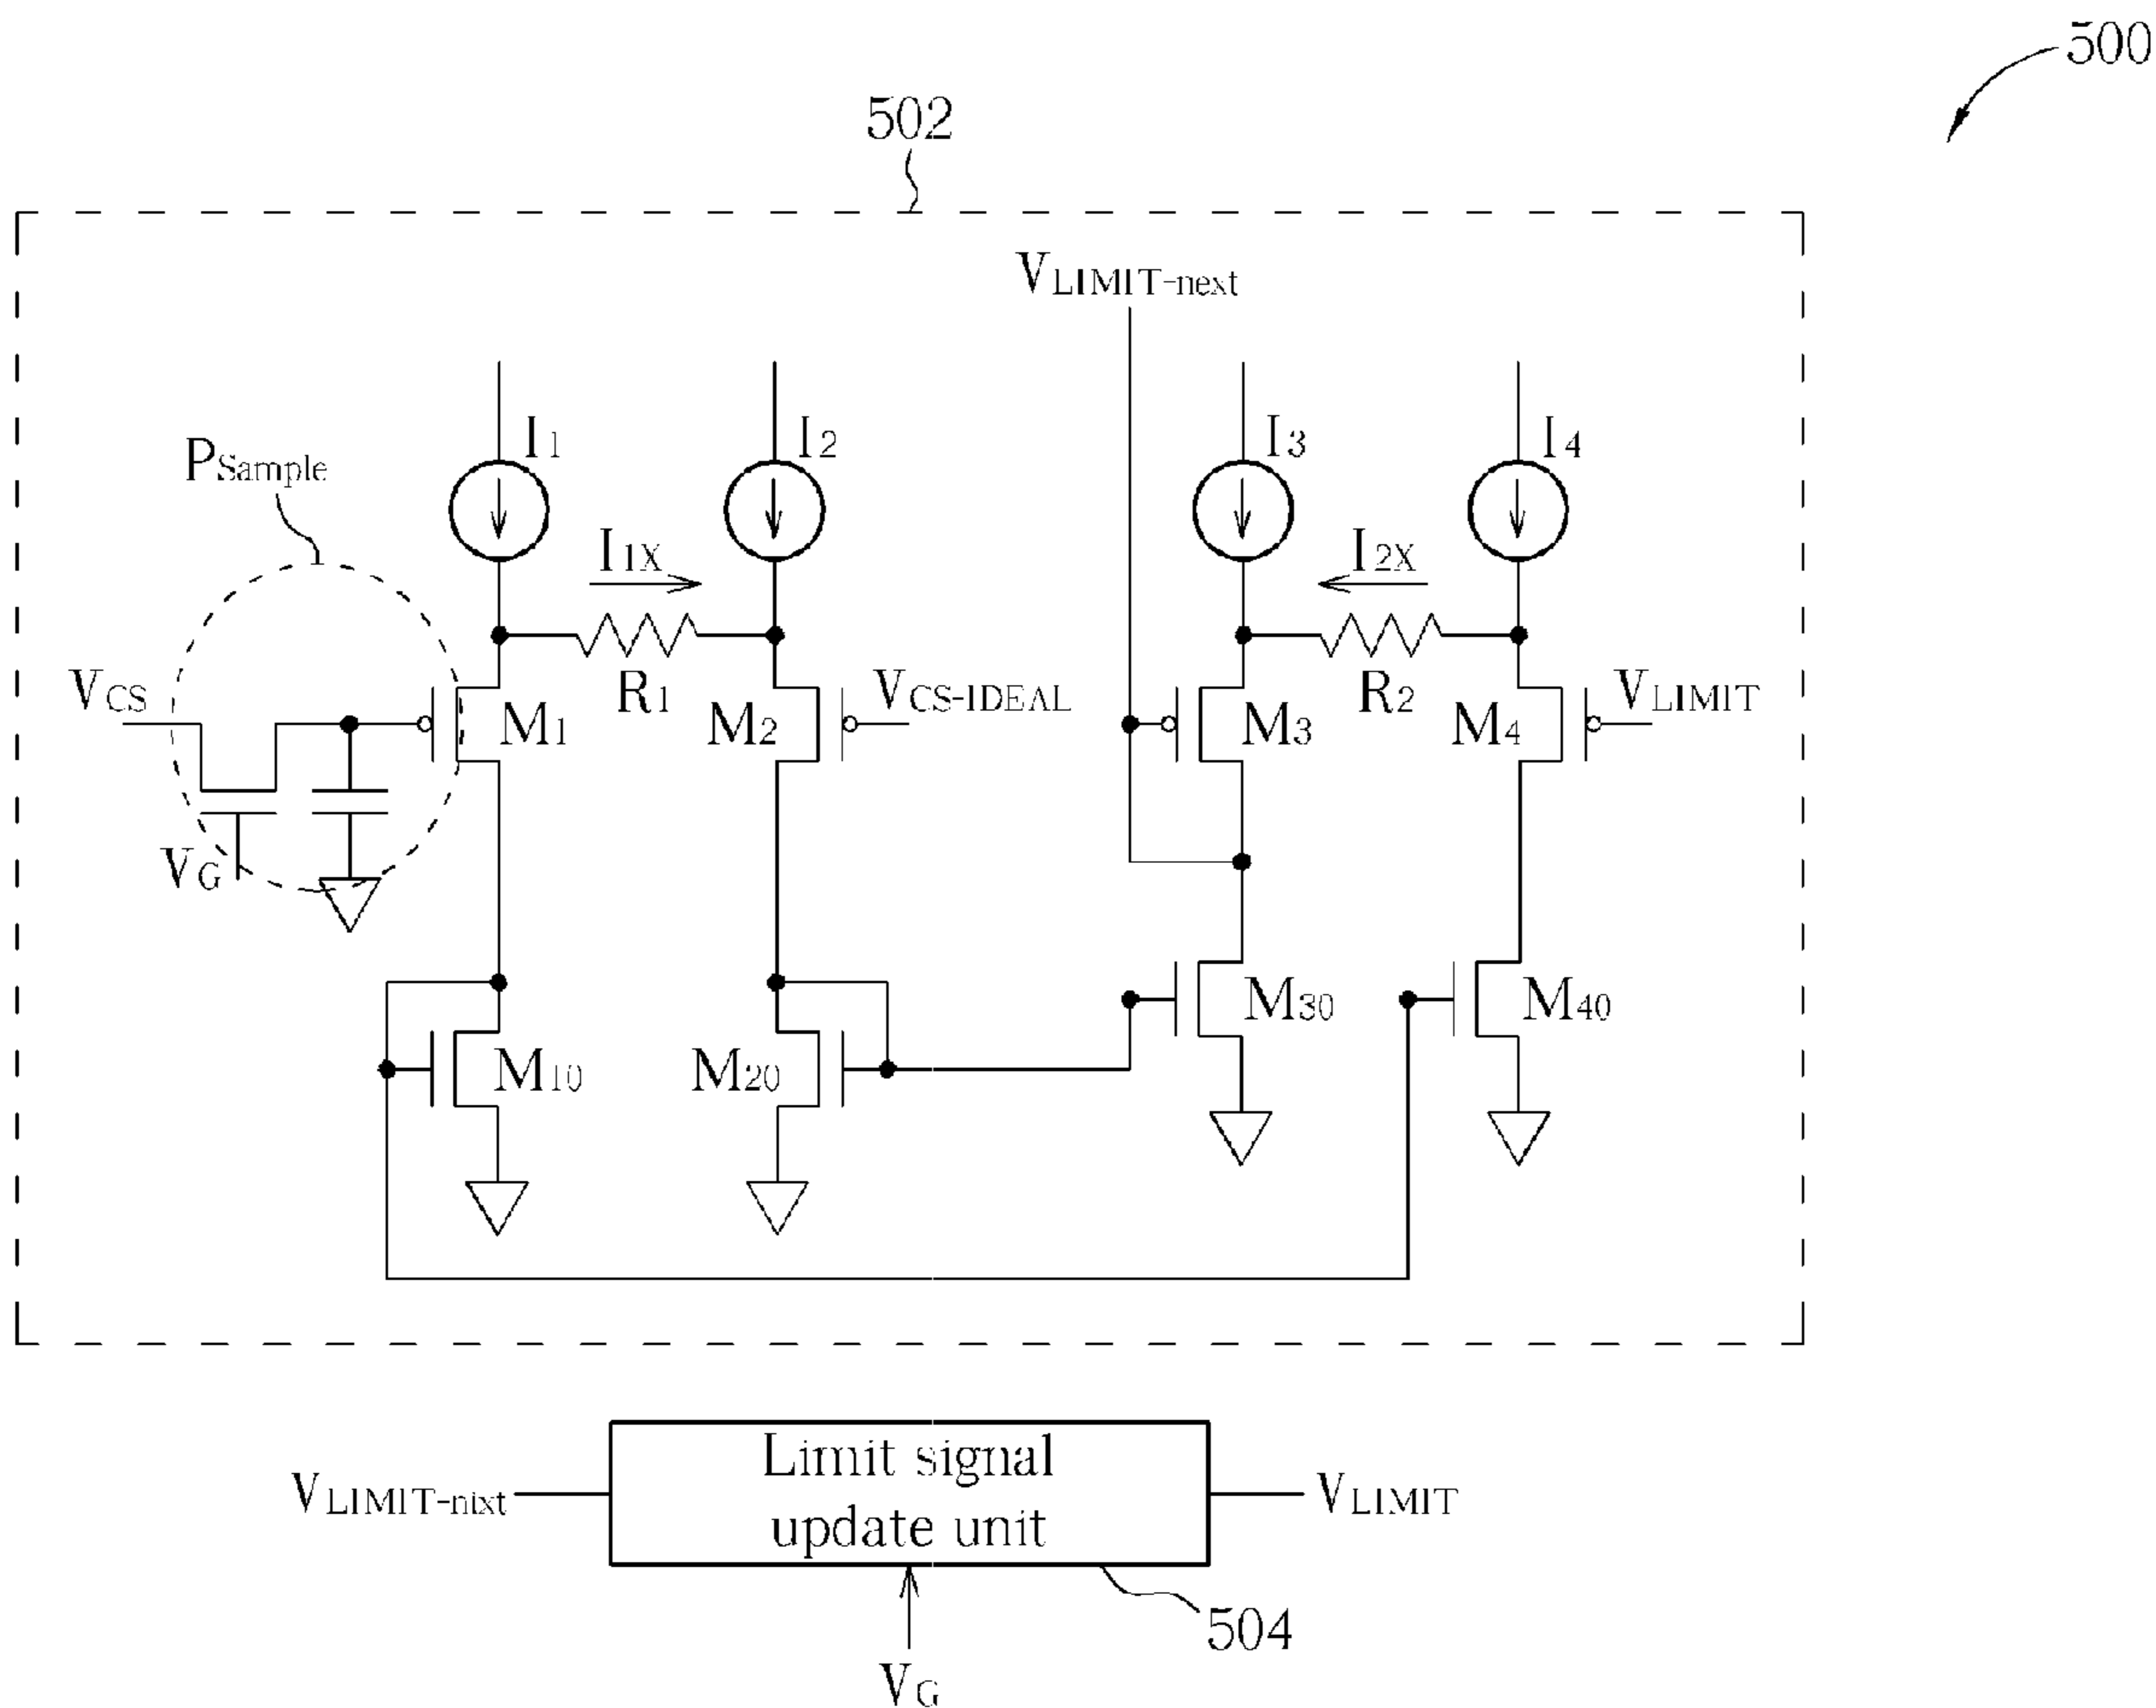 500
502
VLIMIT-next
I1
I2
I3
I4
PSample
I1X
I2X
VCS
R1
VCS-IDEAL
R2
VLIMIT
M1
M2
M3
M4
VG
M30
M40
M10
M20
VLIMIT-nixt
Limit signal
update unit
VLIMIT
504
VG